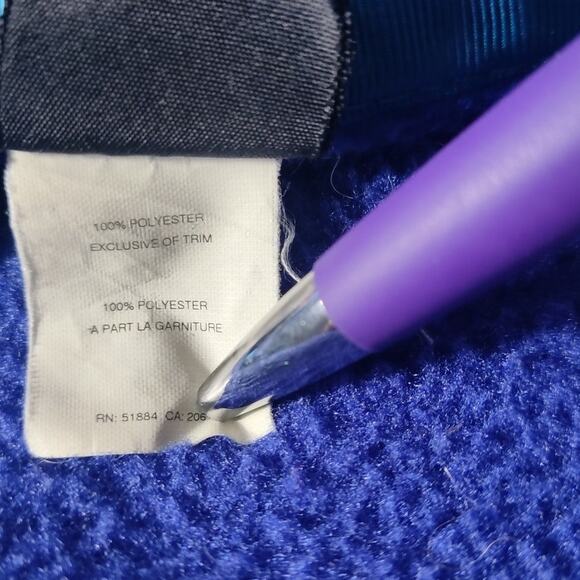 100% POLYESTER
EXCLUSIVE OF TRIM
100% POLYESTER
A PART LA GARNITURE
RN: 51884 CA: 206